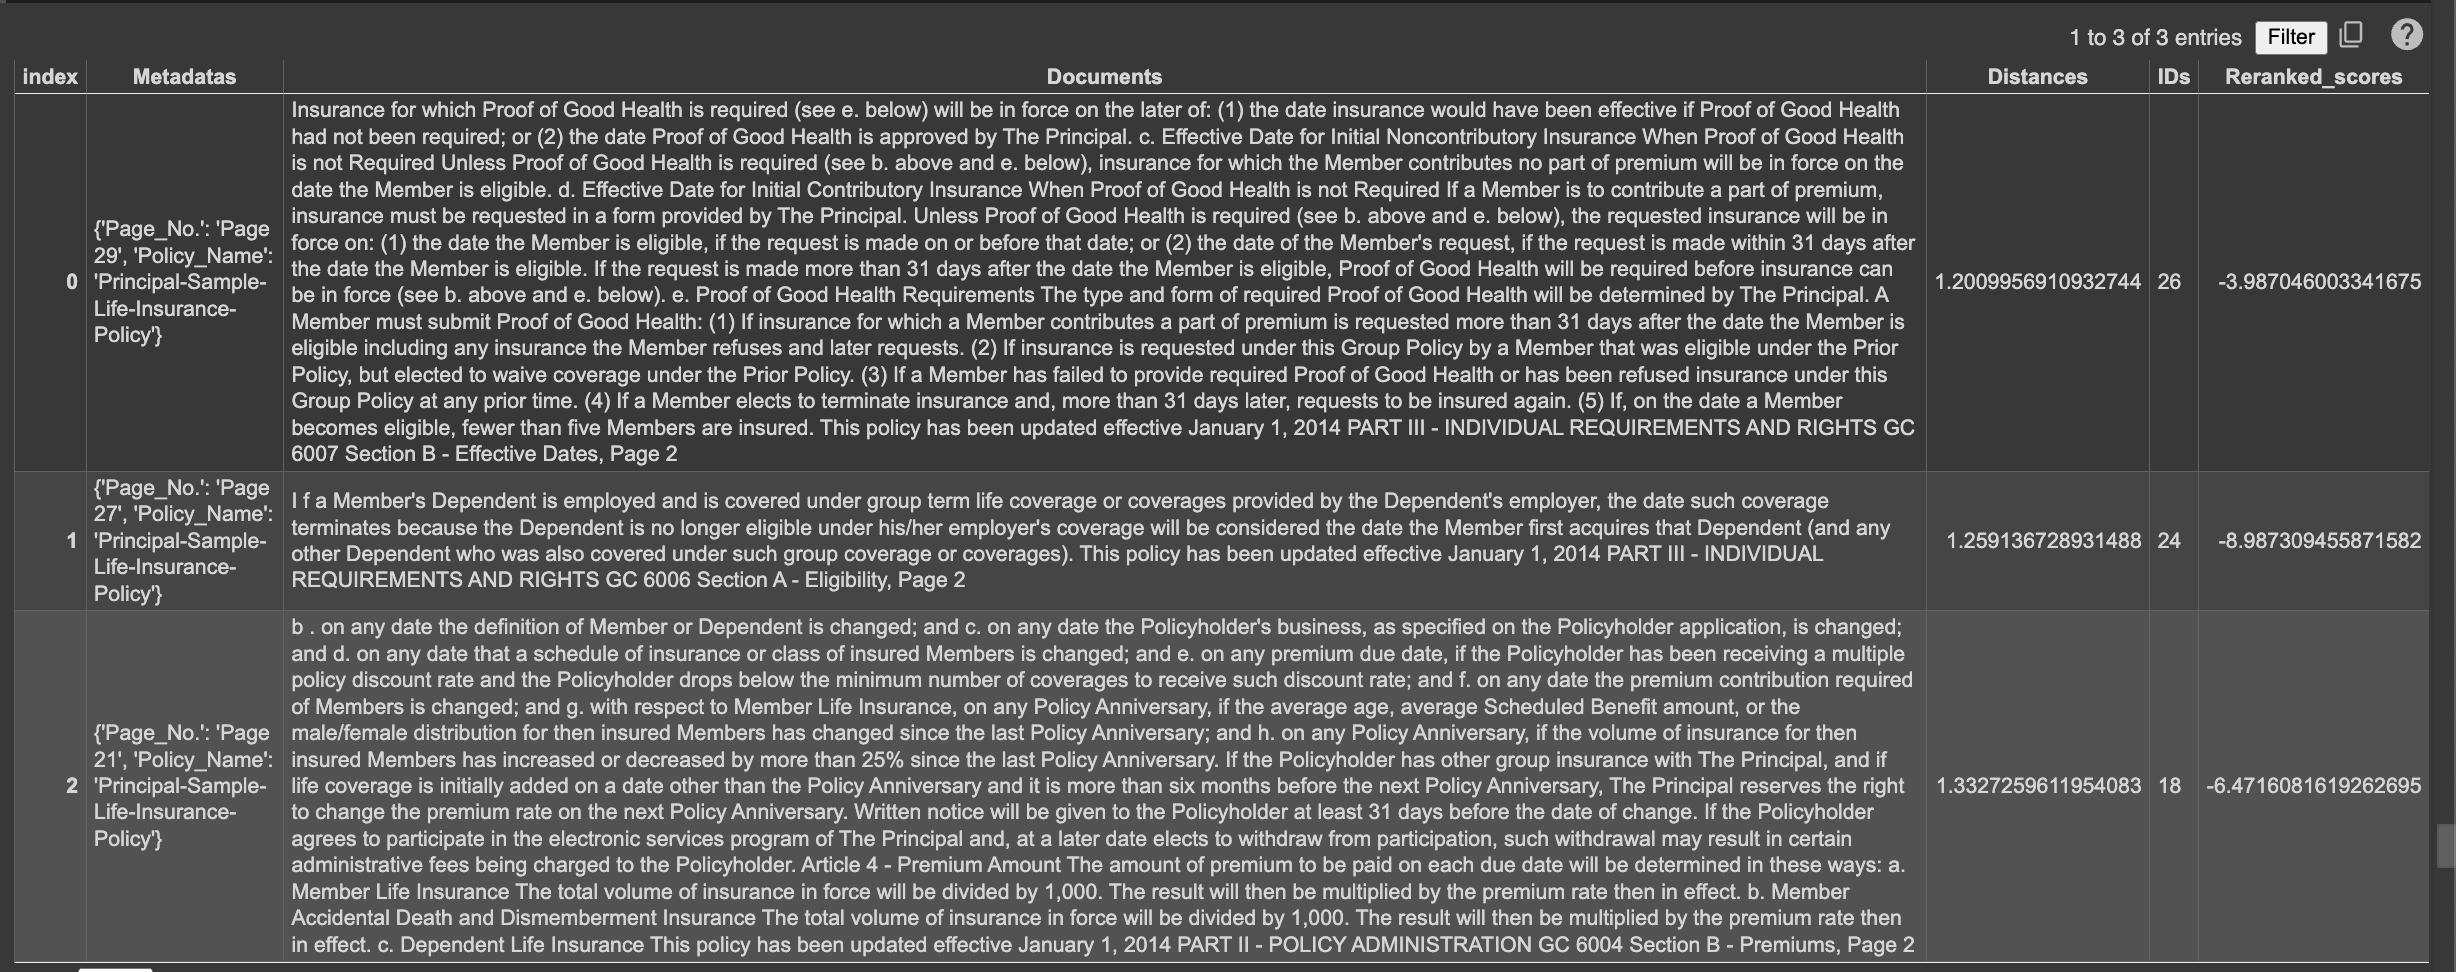 1 to 3 of 3 entries Filter ?
index Metadatas Documents Distances IDs Reranked_scores
0
{'Page_No.': 'Page
29', 'Policy_Name':
'Principal-Sample-
Life-Insurance-
Policy'}
Insurance for which Proof of Good Health is required (see e. below) will be in force on the later of: (1) the date insurance would have been effective if Proof of Good Health
had not been required; or (2) the date Proof of Good Health is approved by The Principal. c. Effective Date for Initial Noncontributory Insurance When Proof of Good Health
is not Required Unless Proof of Good Health is required (see b. above and e. below), insurance for which the Member contributes no part of premium will be in force on the
date the Member is eligible. d. Effective Date for Initial Contributory Insurance When Proof of Good Health is not Required If a Member is to contribute a part of premium,
insurance must be requested in a form provided by The Principal. Unless Proof of Good Health is required (see b. above and e. below), the requested insurance will be in
force on: (1) the date the Member is eligible, if the request is made on or before that date; or (2) the date of the Member's request, if the request is made within 31 days after
the date the Member is eligible. If the request is made more than 31 days after the date the Member is eligible, Proof of Good Health will be required before insurance can
be in force (see b. above and e. below). e. Proof of Good Health Requirements The type and form of required Proof of Good Health will be determined by The Principal. A
Member must submit Proof of Good Health: (1) If insurance for which a Member contributes a part of premium is requested more than 31 days after the date the Member is
eligible including any insurance the Member refuses and later requests. (2) If insurance is requested under this Group Policy by a Member that was eligible under the Prior
Policy, but elected to waive coverage under the Prior Policy. (3) If a Member has failed to provide required Proof of Good Health or has been refused insurance under this
Group Policy at any prior time. (4) If a Member elects to terminate insurance and, more than 31 days later, requests to be insured again. (5) If, on the date a Member
becomes eligible, fewer than five Members are insured. This policy has been updated effective January 1, 2014 PART III - INDIVIDUAL REQUIREMENTS AND RIGHTS GC
6007 Section B - Effective Dates, Page 2
1.2009956910932744 26 -3.987046003341675
1
{'Page_No.': 'Page
27', 'Policy_Name':
'Principal-Sample-
Life-Insurance-
Policy'}
I f a Member's Dependent is employed and is covered under group term life coverage or coverages provided by the Dependent's employer, the date such coverage
terminates because the Dependent is no longer eligible under his/her employer's coverage will be considered the date the Member first acquires that Dependent (and any
other Dependent who was also covered under such group coverage or coverages). This policy has been updated effective January 1, 2014 PART III - INDIVIDUAL
REQUIREMENTS AND RIGHTS GC 6006 Section A - Eligibility, Page 2
1.259136728931488 24 -8.987309455871582
2
{'Page_No.': 'Page
21', 'Policy_Name':
'Principal-Sample-
Life-Insurance-
Policy'}
b . on any date the definition of Member or Dependent is changed; and c. on any date the Policyholder's business, as specified on the Policyholder application, is changed;
and d. on any date that a schedule of insurance or class of insured Members is changed; and e. on any premium due date, if the Policyholder has been receiving a multiple
policy discount rate and the Policyholder drops below the minimum number of coverages to receive such discount rate; and f. on any date the premium contribution required
of Members is changed; and g. with respect to Member Life Insurance, on any Policy Anniversary, if the average age, average Scheduled Benefit amount, or the
male/female distribution for then insured Members has changed since the last Policy Anniversary; and h. on any Policy Anniversary, if the volume of insurance for then
insured Members has increased or decreased by more than 25% since the last Policy Anniversary. If the Policyholder has other group insurance with The Principal, and if
life coverage is initially added on a date other than the Policy Anniversary and it is more than six months before the next Policy Anniversary, The Principal reserves the right
to change the premium rate on the next Policy Anniversary. Written notice will be given to the Policyholder at least 31 days before the date of change. If the Policyholder
agrees to participate in the electronic services program of The Principal and, at a later date elects to withdraw from participation, such withdrawal may result in certain
administrative fees being charged to the Policyholder. Article 4 - Premium Amount The amount of premium to be paid on each due date will be determined in these ways: a.
Member Life Insurance The total volume of insurance in force will be divided by 1,000. The result will then be multiplied by the premium rate then in effect. b. Member
Accidental Death and Dismemberment Insurance The total volume of insurance in force will be divided by 1,000. The result will then be multiplied by the premium rate then
in effect. c. Dependent Life Insurance This policy has been updated effective January 1, 2014 PART II - POLICY ADMINISTRATION GC 6004 Section B - Premiums, Page 2
1.3327259611954083 18 -6.4716081619262695